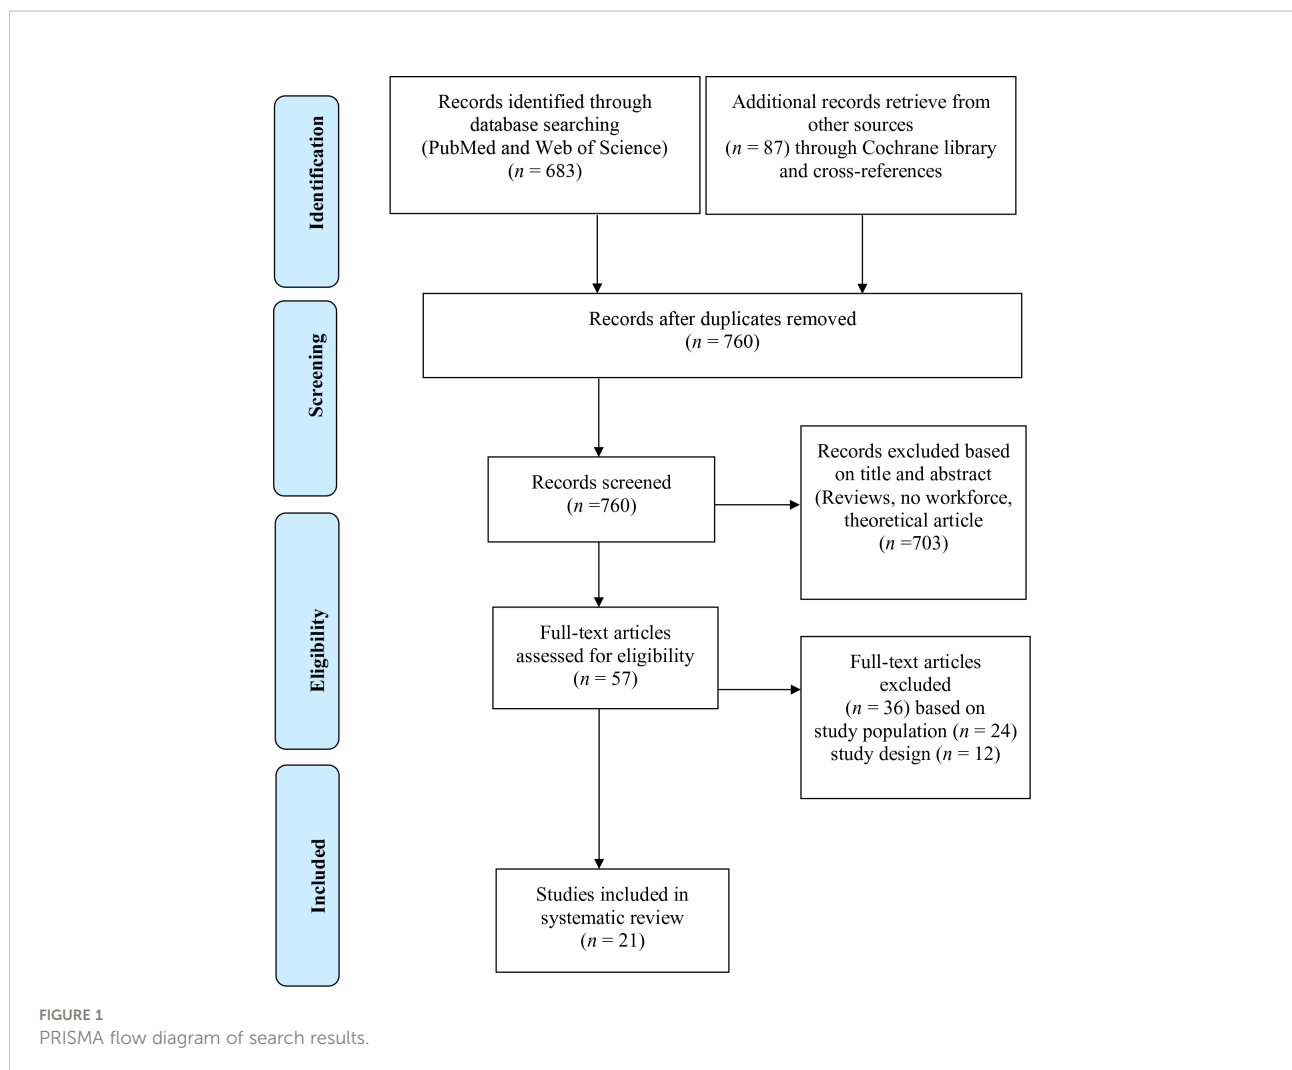 Identification
Records identified through
database searching
(PubMed and Web of Science)
(n = 683)
Additional records retrieve from
other sources
(n = 87) through Cochrane library
and cross-references
Screening
Records after duplicates removed
(n = 760)
Records screened
(n =760)
Records excluded based
on title and abstract
(Reviews, no workforce,
theoretical article
(n =703)
Eligibility
Full-text articles
assessed for eligibility
(n = 57)
Full-text articles
excluded
(n = 36) based on
study population (n = 24)
study design (n = 12)
Included
Studies included in
systematic review
(n = 21)
FIGURE 1
PRISMA flow diagram of search results.